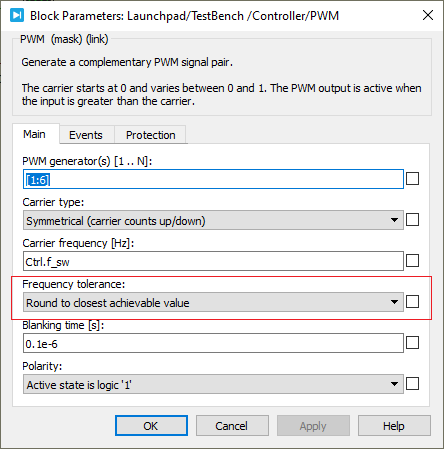 Block Parameters: Launchpad/TestBench /Controller/PWM
PWM (mask) (link)
Generate a complementary PWM signal pair.
The carrier starts at 0 and varies between 0 and 1. The PWM output is active when
the input is greater than the carrier.
Main Events Protection
PWM generator(s) [1 .. N]:
[1:6]
Carrier type:
Symmetrical (carrier counts up/down)
Carrier frequency [Hz]:
Ctrl.f_sw
Frequency tolerance:
Round to closest achievable value
Blanking time [s]:
0.1e-6
Polarity:
Active state is logic '1'
OK Cancel Apply Help